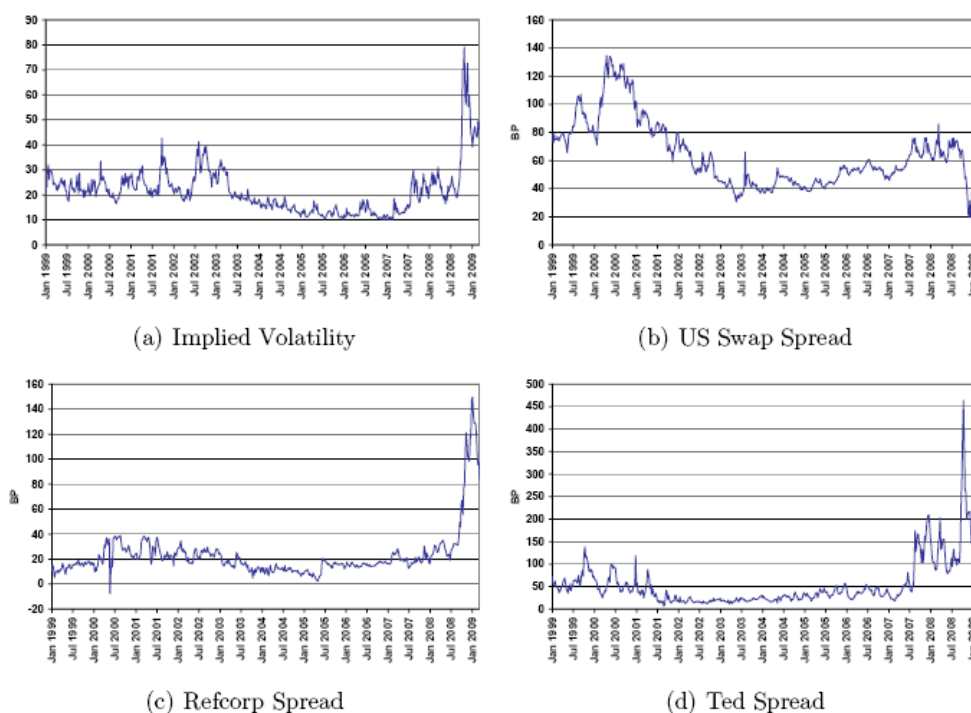 90
80
70
60
50
40
30
20
10
0
Jan 1999
Jul 1999
Jan 2000
Jul 2000
Jan 2001
Jul 2001
Jan 2002
Jul 2002
Jan 2003
Jul 2003
Jan 2004
Jul 2004
Jan 2005
Jul 2005
Jan 2006
Jul 2006
Jan 2007
Jul 2007
Jan 2008
Jul 2008
Jan 2009
(a) Implied Volatility
BP
160
140
120
100
80
60
40
20
0
Jan 1999
Jul 1999
Jan 2000
Jul 2000
Jan 2001
Jul 2001
Jan 2002
Jul 2002
Jan 2003
Jul 2003
Jan 2004
Jul 2004
Jan 2005
Jul 2005
Jan 2006
Jul 2006
Jan 2007
Jul 2007
Jan 2008
Jul 2008
(b) US Swap Spread
BP
160
140
120
100
80
60
40
20
0
-20
Jan 1999
Jul 1999
Jan 2000
Jul 2000
Jan 2001
Jul 2001
Jan 2002
Jul 2002
Jan 2003
Jul 2003
Jan 2004
Jul 2004
Jan 2005
Jul 2005
Jan 2006
Jul 2006
Jan 2007
Jul 2007
Jan 2008
Jul 2008
Jan 2009
(c) Refcorp Spread
BP
500
450
400
350
300
250
200
150
100
50
0
Jan 1999
Jul 1999
Jan 2000
Jul 2000
Jan 2001
Jul 2001
Jan 2002
Jul 2002
Jan 2003
Jul 2003
Jan 2004
Jul 2004
Jan 2005
Jul 2005
Jan 2006
Jul 2006
Jan 2007
Jul 2007
Jan 2008
Jul 2008
(d) Ted Spread